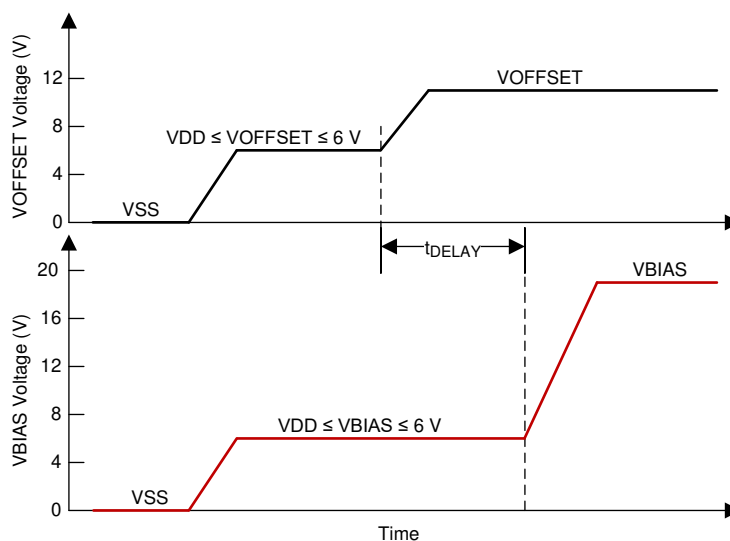 VOFFSET Voltage (V)
12
8
4
0
VSS
VDD ≤ VOFFSET ≤ 6 V
VOFFSET
tDELAY
VBIAS Voltage (V)
20
16
12
8
4
0
VSS
VDD ≤ VBIAS ≤ 6 V
VBIAS
Time